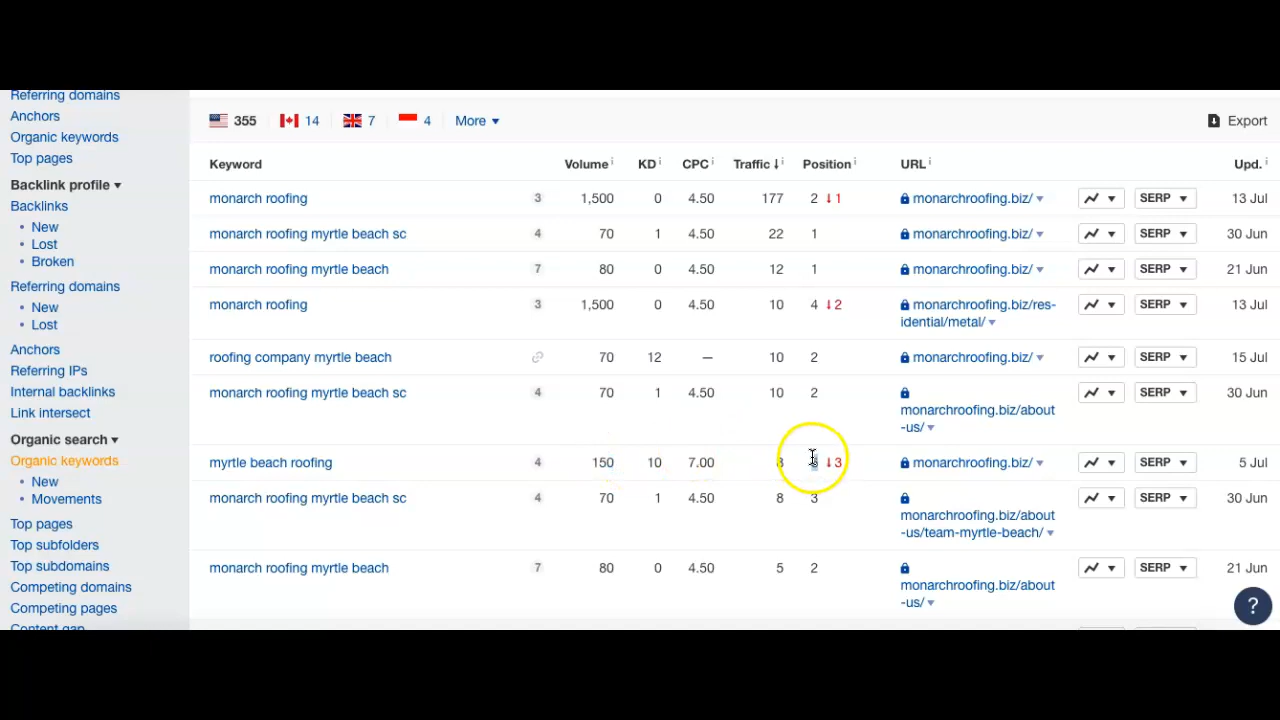 Referring domains
Anchors
Organic keywords
Top pages
Backlink profile
Backlinks
New
Lost
Broken
Referring domains
New
Lost
Anchors
Referring IPs
Internal backlinks
Link intersect
Organic search
Organic keywords
New
Movements
Top pages
Top subfolders
Top subdomains
Competing domains
Competing pages
Content gap
355 14 7 4 More Export
Keyword Volume KD CPC Traffic Position URL Upd.
monarch roofing 3 1,500 0 4.50 177 2 ↓1 monarchroofing.biz/ SERP 13 Jul
monarch roofing myrtle beach sc 4 70 1 4.50 22 1 monarchroofing.biz/ SERP 30 Jun
monarch roofing myrtle beach 7 80 0 4.50 12 1 monarchroofing.biz/ SERP 21 Jun
monarch roofing 3 1,500 0 4.50 10 4 ↓2 monarchroofing.biz/res-
idential/metal/ SERP 13 Jul
roofing company myrtle beach 70 12 — 10 2 monarchroofing.biz/ SERP 15 Jul
monarch roofing myrtle beach sc 4 70 1 4.50 10 2 SERP 30 Jun
monarchroofing.biz/about
-us/
myrtle beach roofing 4 150 10 7.00 8 ↓3 monarchroofing.biz/ SERP 5 Jul
monarch roofing myrtle beach sc 4 70 1 4.50 8 3 SERP 30 Jun
monarchroofing.biz/about
-us/team-myrtle-beach/
monarch roofing myrtle beach 7 80 0 4.50 5 2 SERP 21 Jun
monarchroofing.biz/about
-us/
?